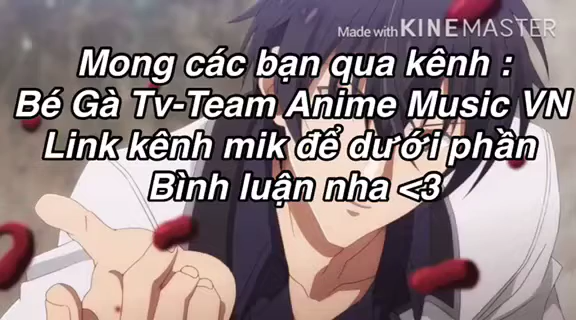 Made with KINEMASTER
Mong các bạn qua kênh :
Bé Gà Tv-Team Anime Music VN
Link kênh mik để dưới phần
Bình luận nha <3